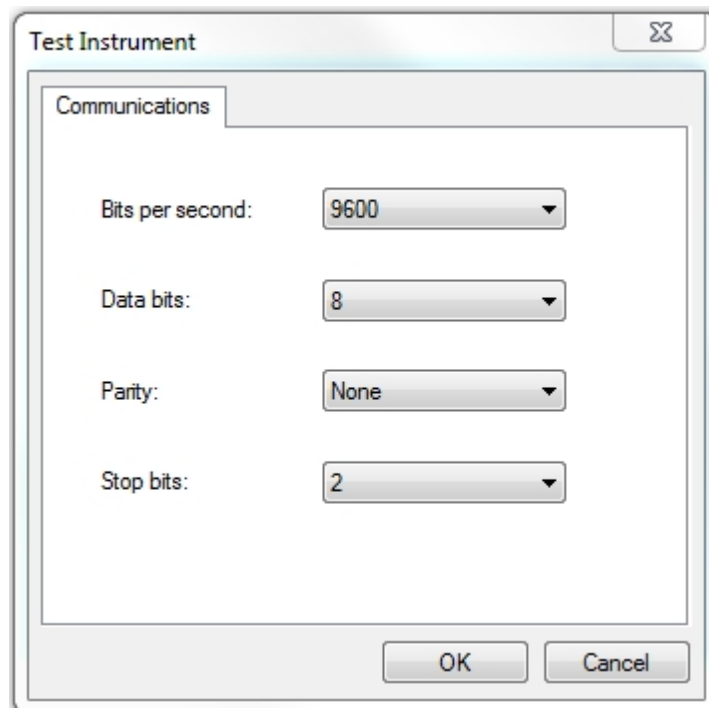 Test Instrument
Communications
Bits per second: 9600
Data bits: 8
Parity: None
Stop bits: 2
OK Cancel